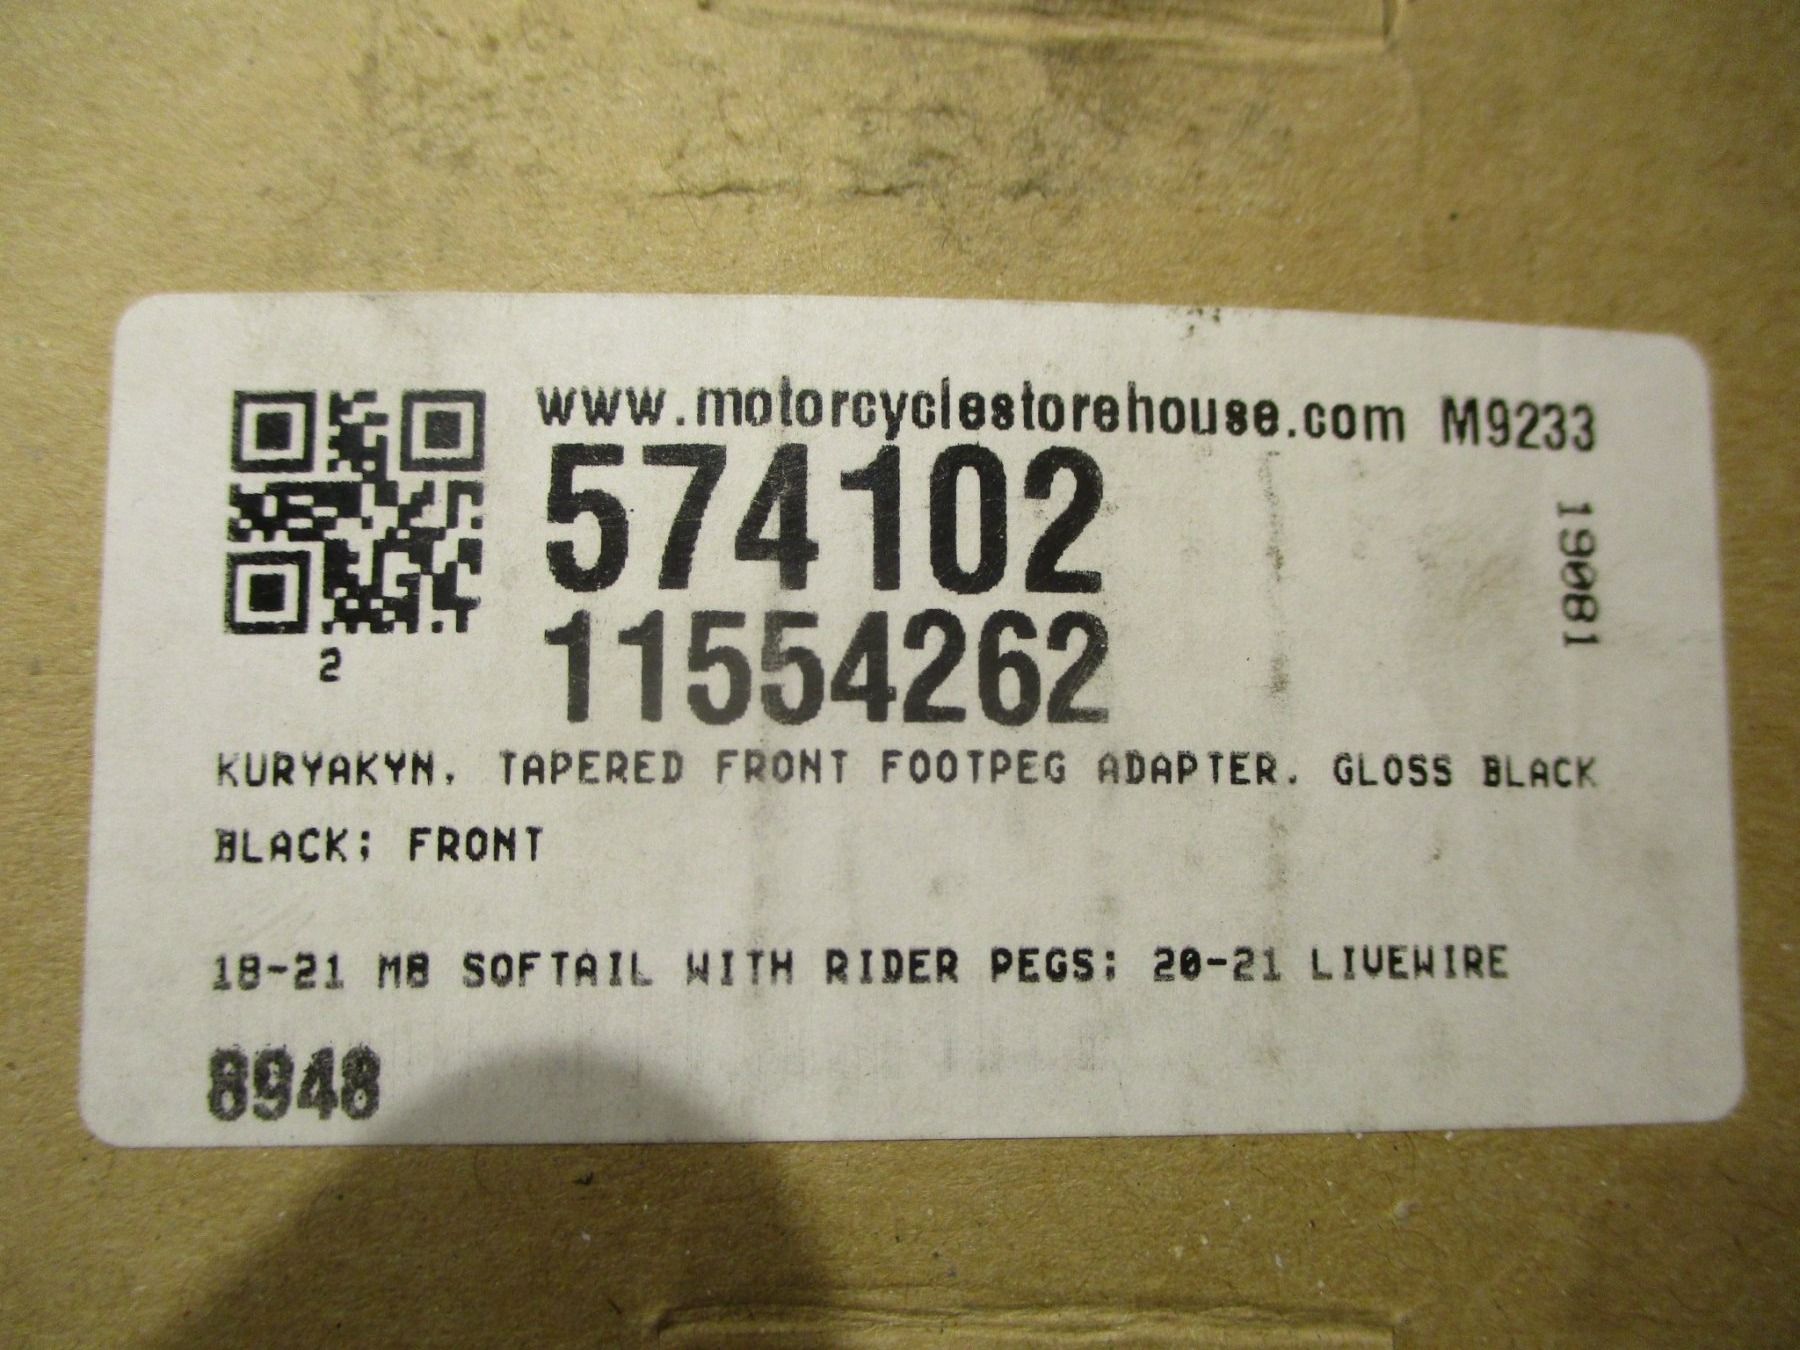 www.motorcyclestorehouse.com M9233
574102
11554262
19081
2
KURYAKYN. TAPERED FRONT FOOTPEG ADAPTER. GLOSS BLACK
BLACK; FRONT
18-21 M8 SOFTAIL WITH RIDER PEGS; 20-21 LIVEWIRE
8948